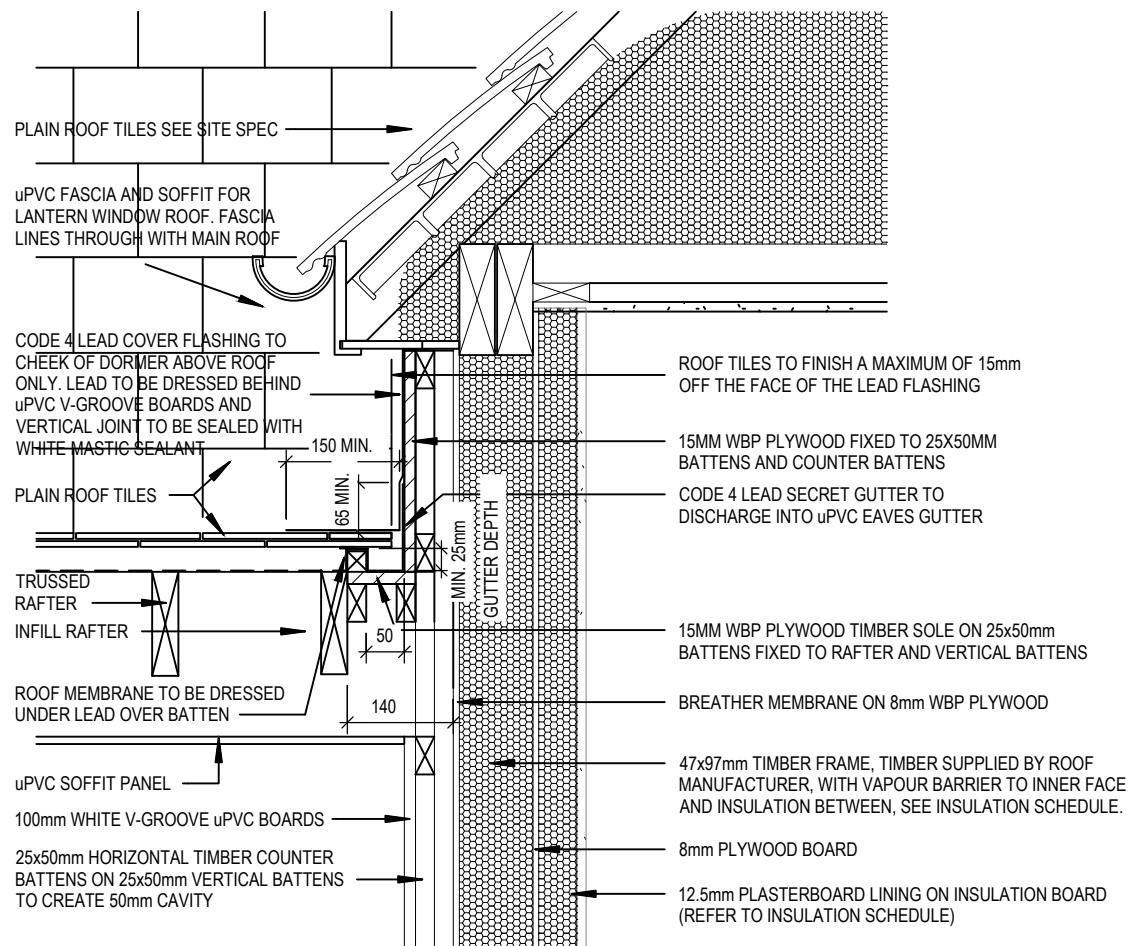 PLAIN ROOF TILES SEE SITE SPEC
uPVC FASCIA AND SOFFIT FOR
LANTERN WINDOW ROOF. FASCIA
LINES THROUGH WITH MAIN ROOF
CODE 4 LEAD COVER FLASHING TO
CHEEK OF DORMER ABOVE ROOF
ONLY. LEAD TO BE DRESSED BEHIND
uPVC V-GROOVE BOARDS AND
VERTICAL JOINT TO BE SEALED WITH
WHITE MASTIC SEALANT
PLAIN ROOF TILES
TRUSSED
RAFTER
INFILL RAFTER
ROOF MEMBRANE TO BE DRESSED
UNDER LEAD OVER BATTEN
uPVC SOFFIT PANEL
100mm WHITE V-GROOVE uPVC BOARDS
25x50mm HORIZONTAL TIMBER COUNTER
BATTENS ON 25x50mm VERTICAL BATTENS
TO CREATE 50mm CAVITY
150 MIN.
65 MIN.
MIN. 25mm
GUTTER DEPTH
50
140
ROOF TILES TO FINISH A MAXIMUM OF 15mm
OFF THE FACE OF THE LEAD FLASHING
15MM WBP PLYWOOD FIXED TO 25X50MM
BATTENS AND COUNTER BATTENS
CODE 4 LEAD SECRET GUTTER TO
DISCHARGE INTO uPVC EAVES GUTTER
15MM WBP PLYWOOD TIMBER SOLE ON 25x50mm
BATTENS FIXED TO RAFTER AND VERTICAL BATTENS
BREATHER MEMBRANE ON 8mm WBP PLYWOOD
47x97mm TIMBER FRAME, TIMBER SUPPLIED BY ROOF
MANUFACTURER, WITH VAPOUR BARRIER TO INNER FACE
AND INSULATION BETWEEN, SEE INSULATION SCHEDULE.
8mm PLYWOOD BOARD
12.5mm PLASTERBOARD LINING ON INSULATION BOARD
(REFER TO INSULATION SCHEDULE)